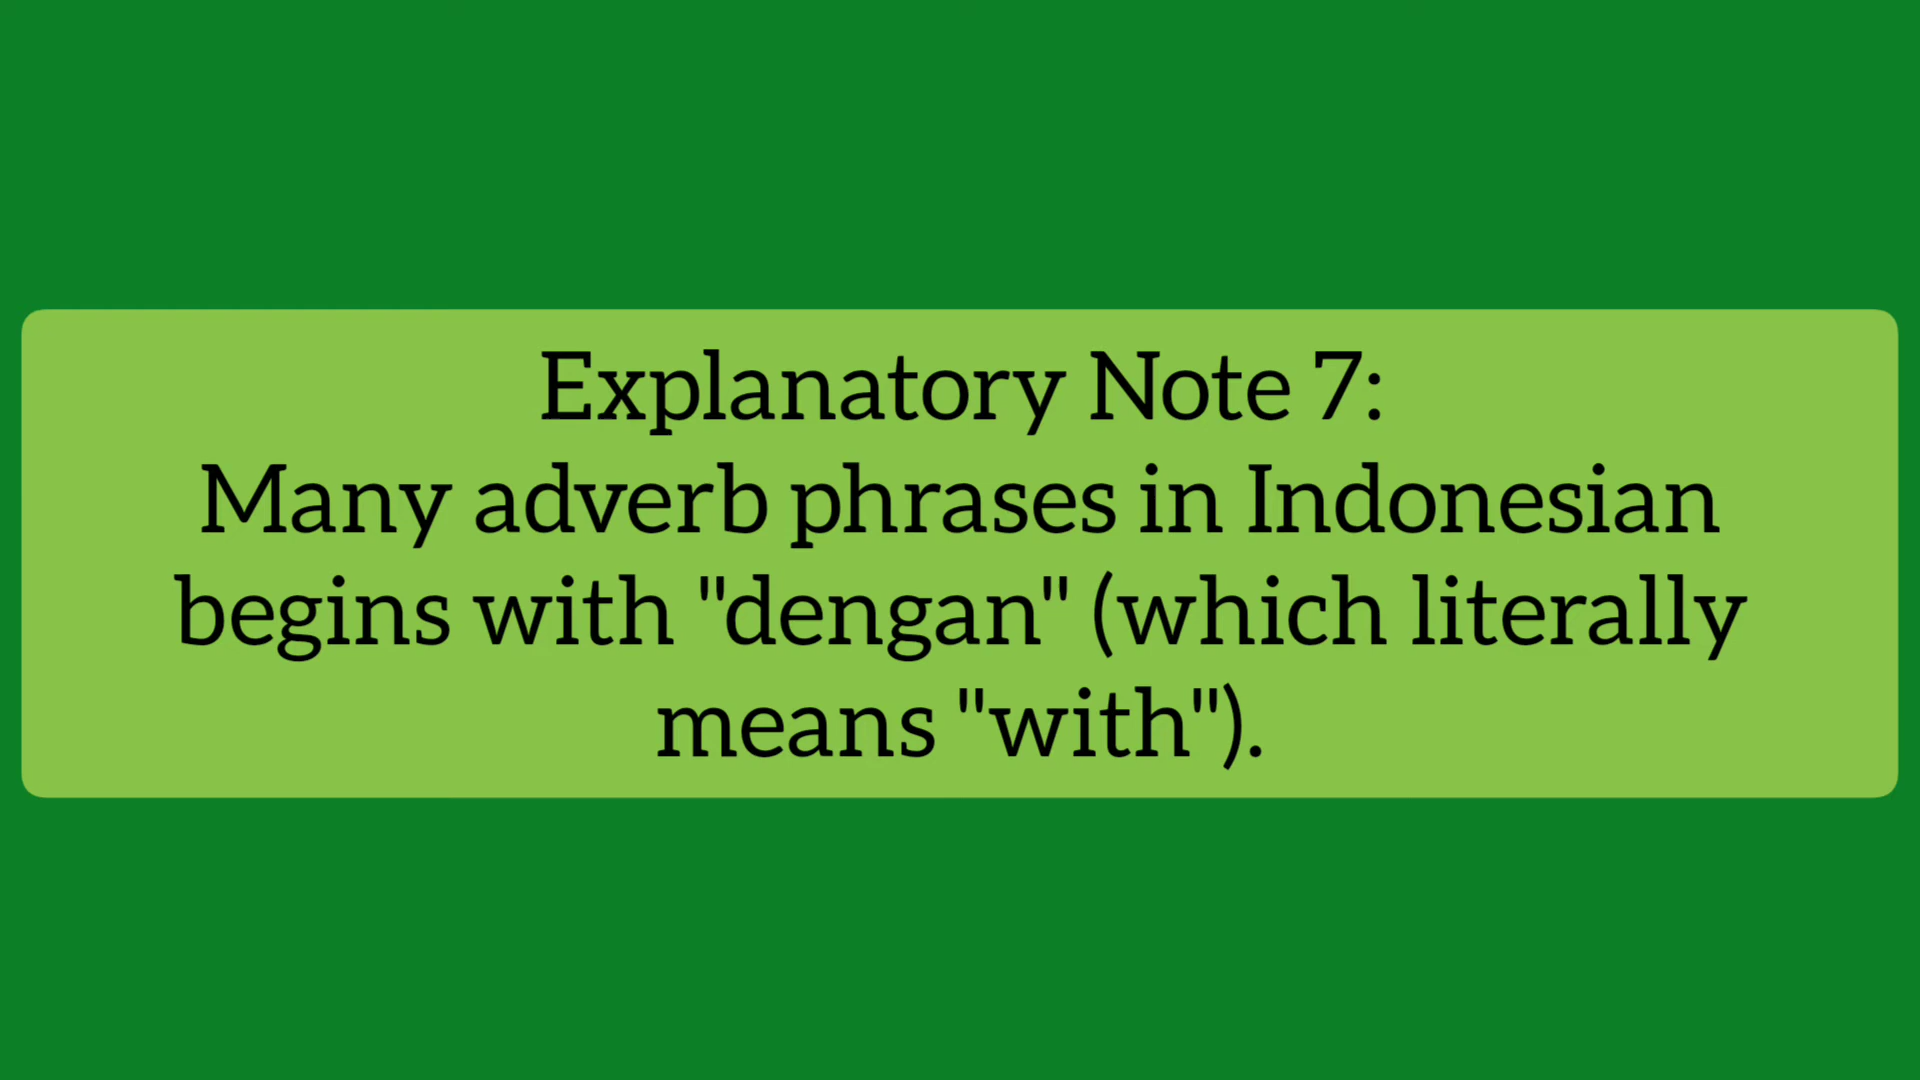 Explanatory Note 7:
Many adverb phrases in Indonesian
begins with "dengan" (which literally
means "with").